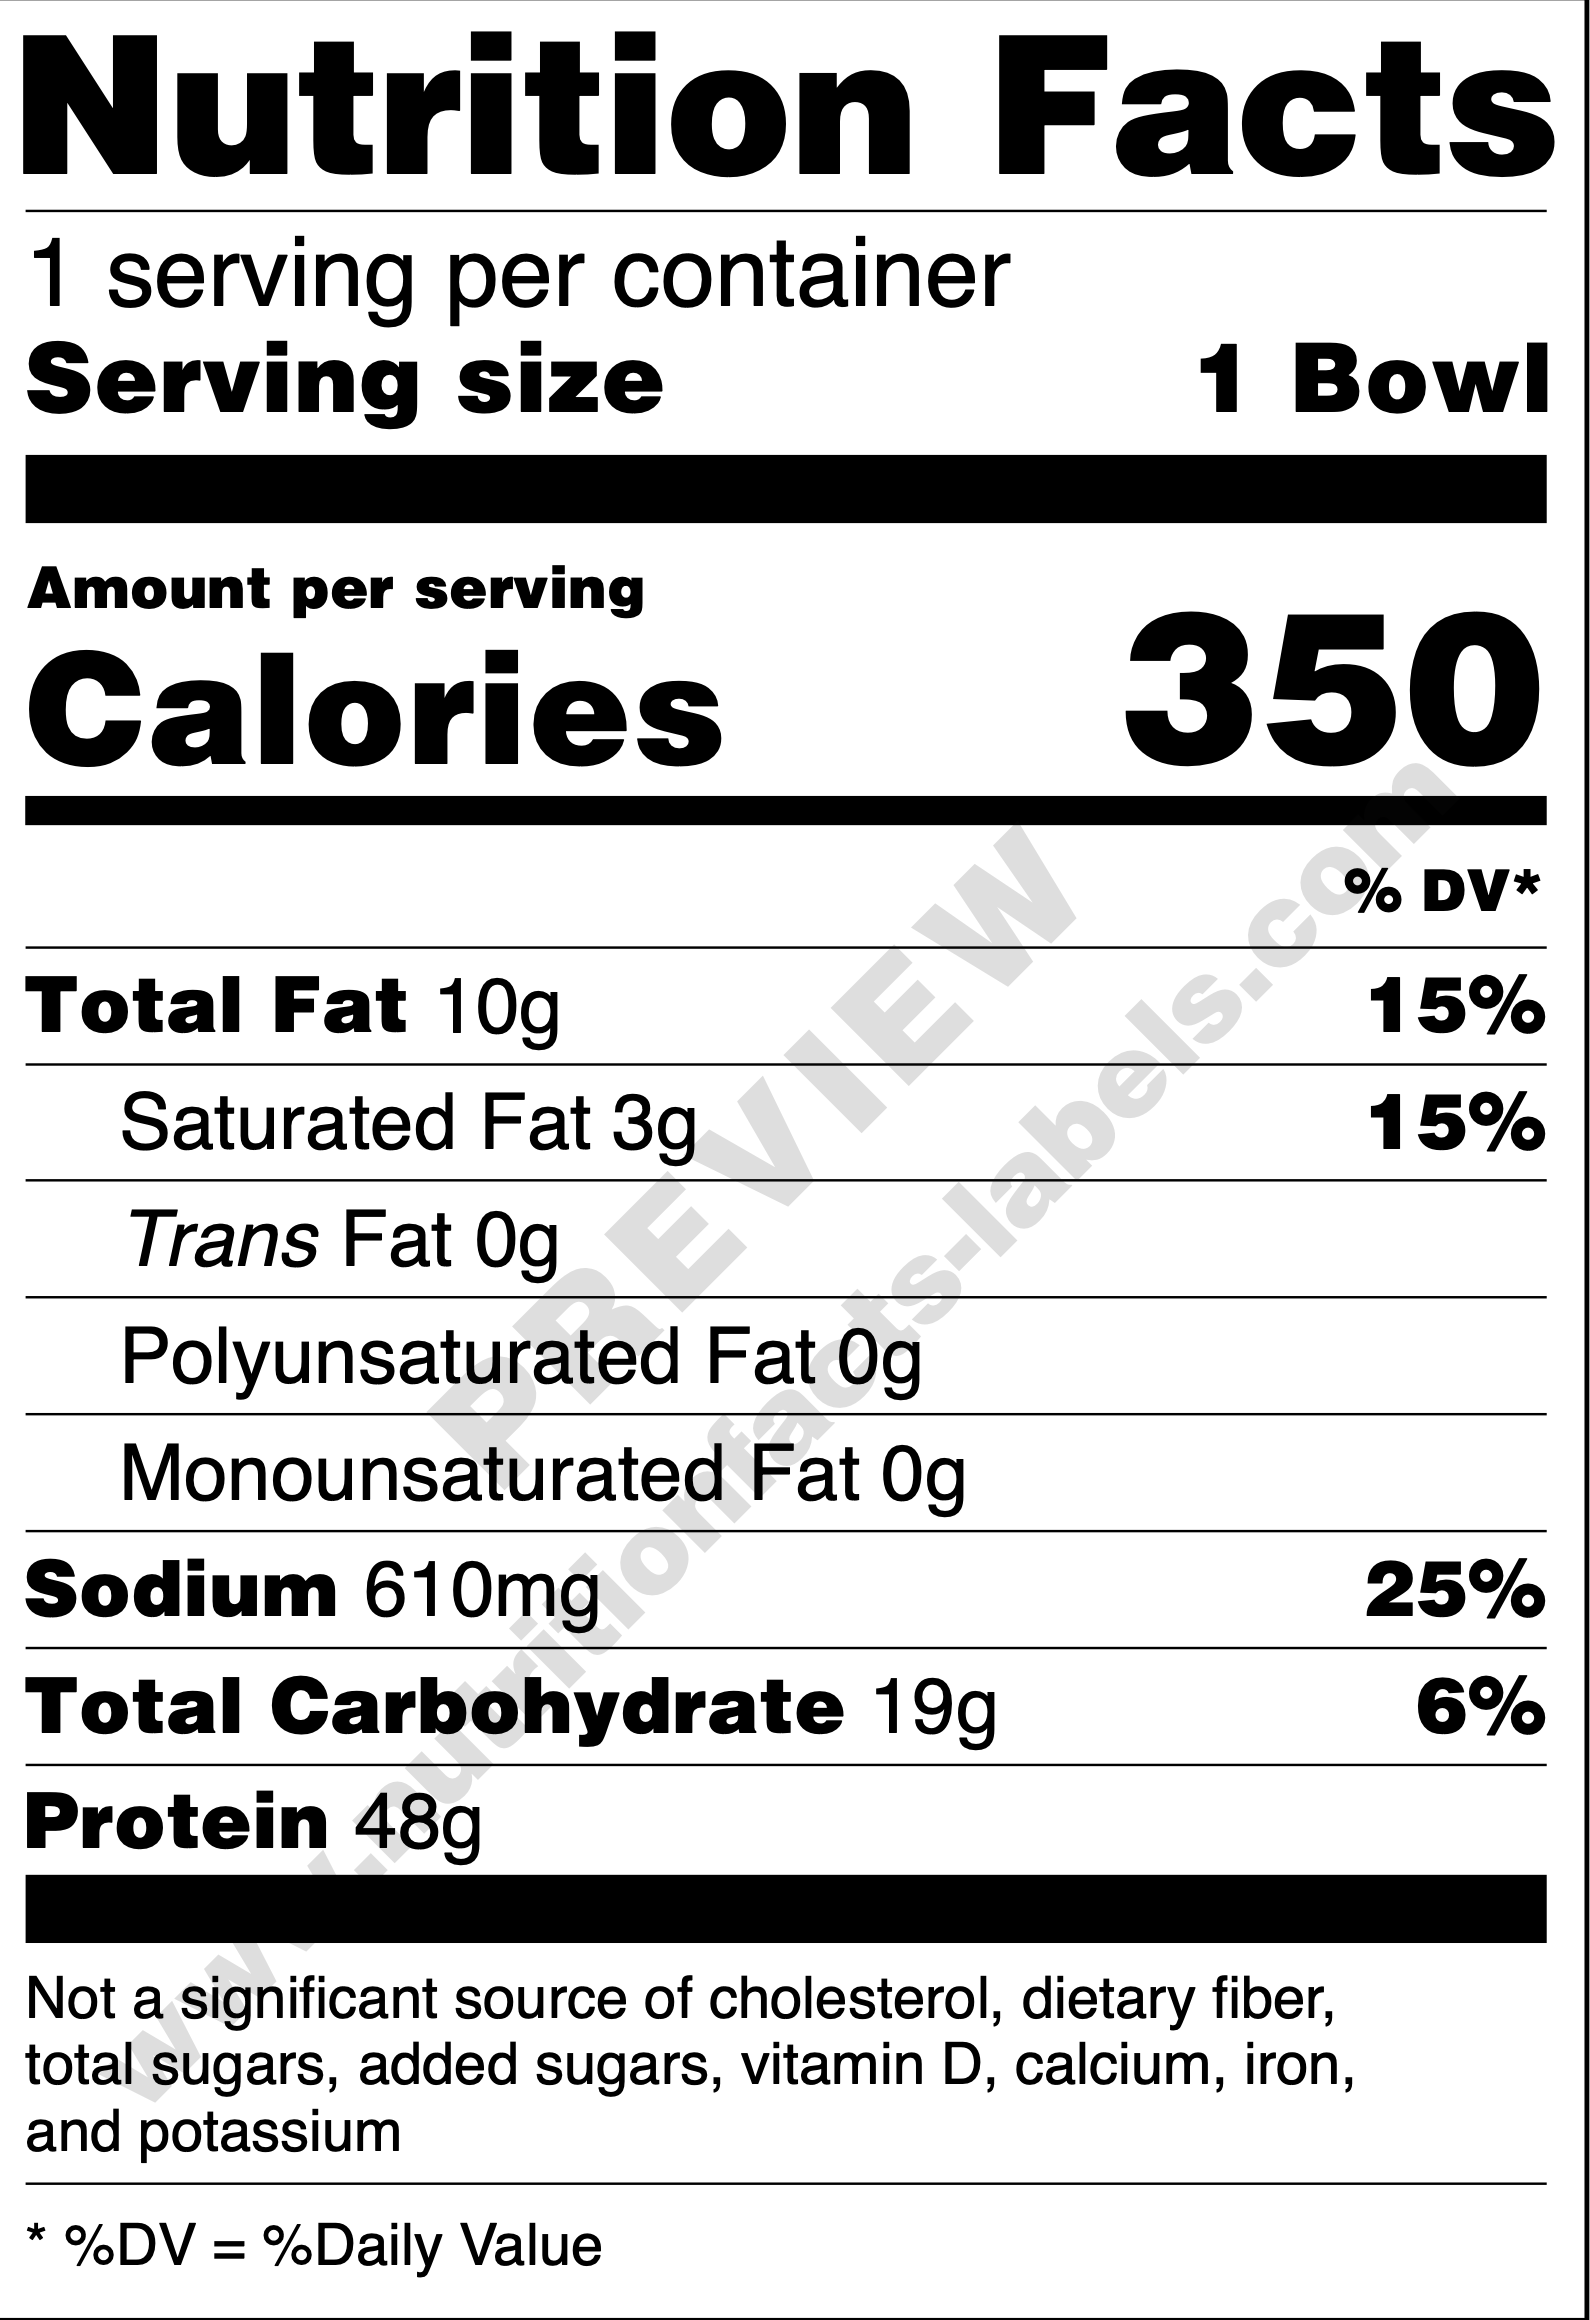 Nutrition Facts
1 serving per container
Serving size 1 Bowl
Amount per serving
Calories 350
% DV*
Total Fat 10g 15%
Saturated Fat 3g 15%
Trans Fat 0g
Polyunsaturated Fat 0g
Monounsaturated Fat 0g
Sodium 610mg 25%
Total Carbohydrate 19g 6%
Protein 48g
Not a significant source of cholesterol, dietary fiber,
total sugars, added sugars, vitamin D, calcium, iron,
and potassium
* %DV = %Daily Value
PREVIEW
www.nutritionfacts-labels.com